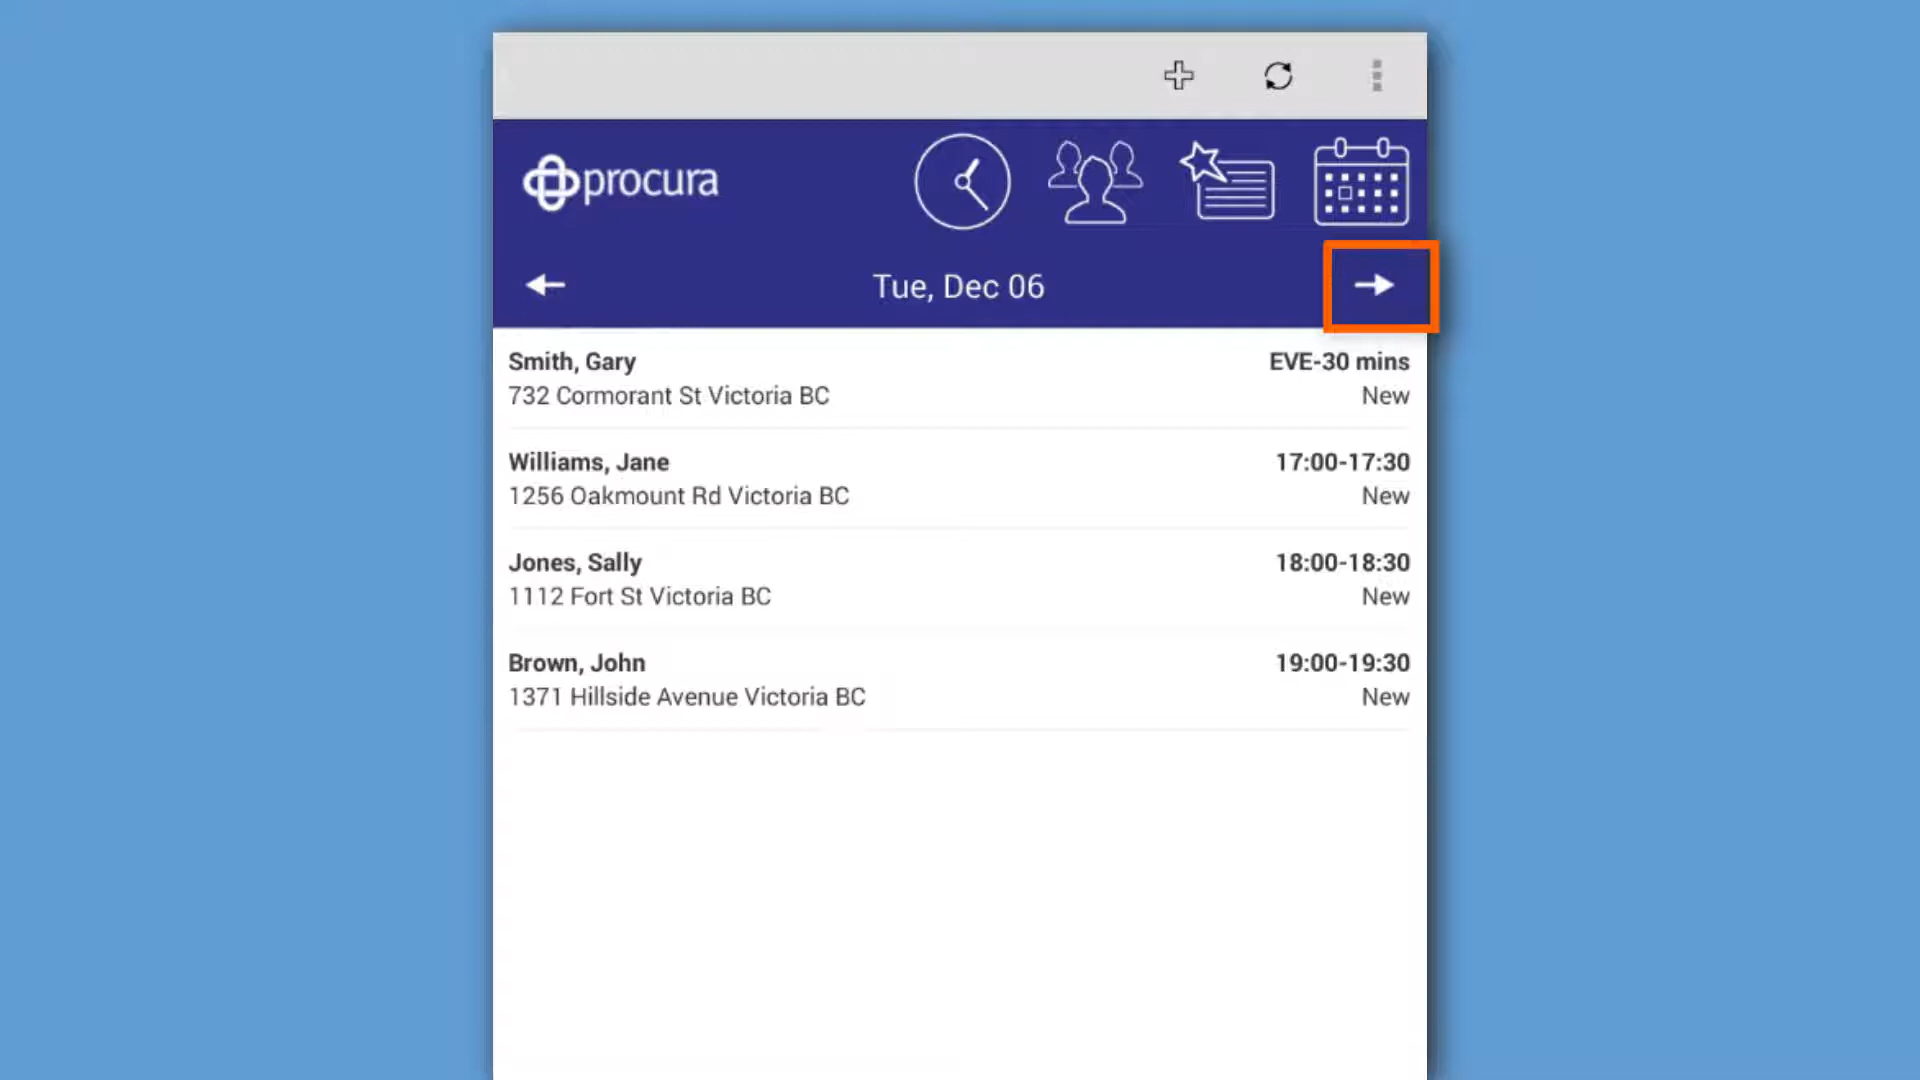 procura
Tue, Dec 06
Smith, Gary EVE-30 mins
732 Cormorant St Victoria BC New
Williams, Jane 17:00-17:30
1256 Oakmount Rd Victoria BC New
Jones, Sally 18:00-18:30
1112 Fort St Victoria BC New
Brown, John 19:00-19:30
1371 Hillside Avenue Victoria BC New